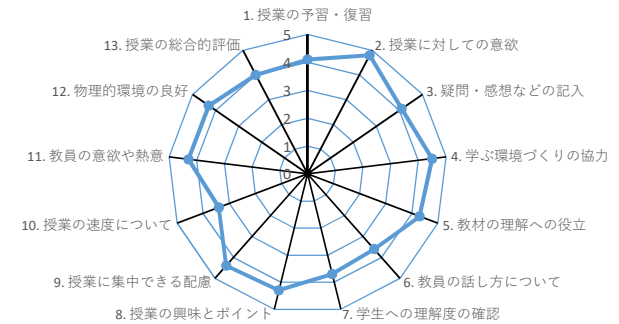 1. 授業の予習・復習
2. 授業に対しての意欲
3. 疑問・感想などの記入
4. 学ぶ環境づくりの協力
5. 教材の理解への役立
6. 教員の話し方について
7. 学生への理解度の確認
8. 授業の興味とポイント
9. 授業に集中できる配慮
10. 授業の速度について
11. 教員の意欲や熱意
12. 物理的環境の良好
13. 授業の総合的評価
5
4
3
2
1
0